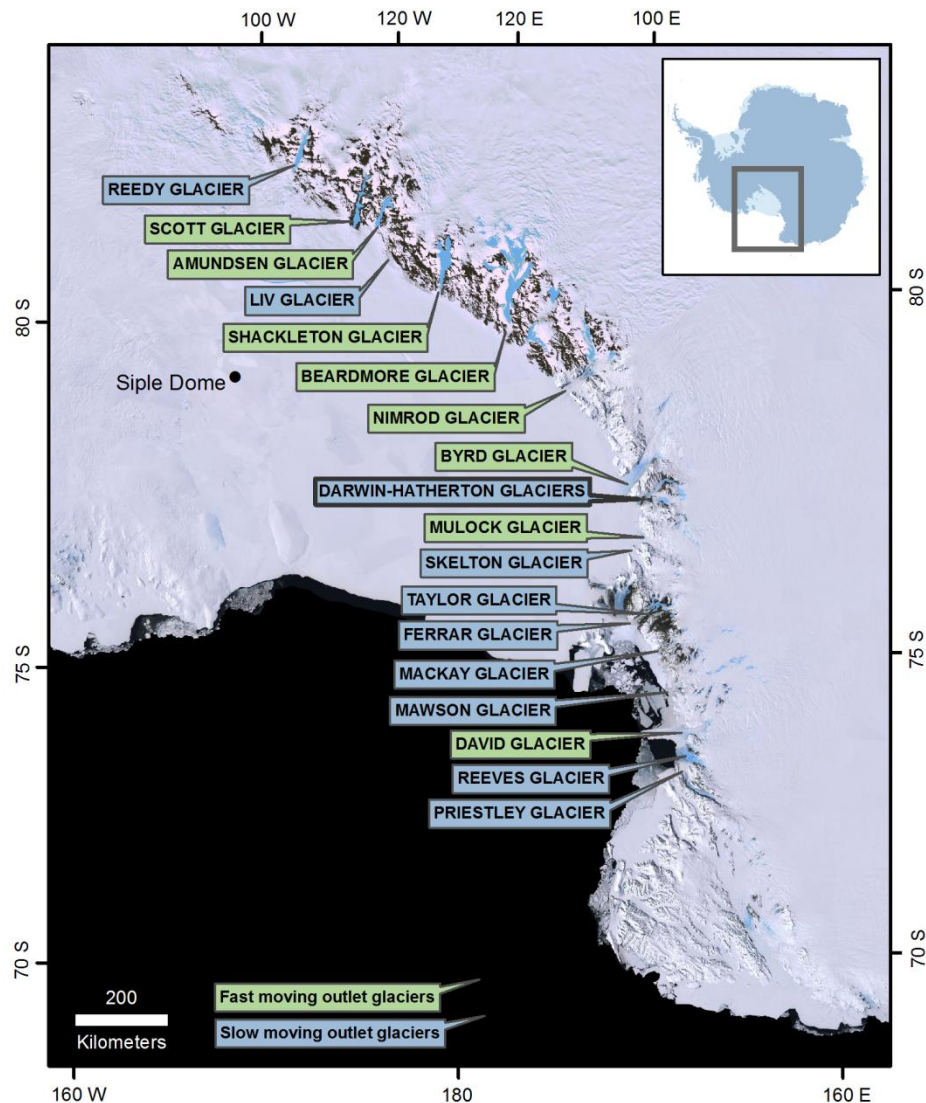 100 W
120 W
120 E
100 E
REEDY GLACIER
SCOTT GLACIER
AMUNDSEN GLACIER
LIV GLACIER
80 S
80 S
SHACKLETON GLACIER
BEARDMORE GLACIER
Siple Dome
NIMROD GLACIER
BYRD GLACIER
DARWIN-HATHERTON GLACIERS
MULOCK GLACIER
SKELTON GLACIER
TAYLOR GLACIER
FERRAR GLACIER
75 S
75 S
MACKAY GLACIER
MAWSON GLACIER
DAVID GLACIER
REEVES GLACIER
PRIESTLEY GLACIER
70 S
70 S
Fast moving outlet glaciers
200
Slow moving outlet glaciers
Kilometers
160 W
180
160 E